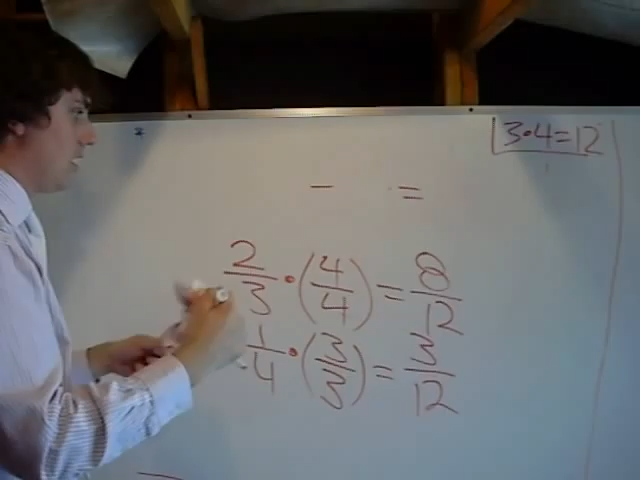 3·4=12
- =
2/3 · (4/4) = 8/12
1/4 · (3/3) = 3/12